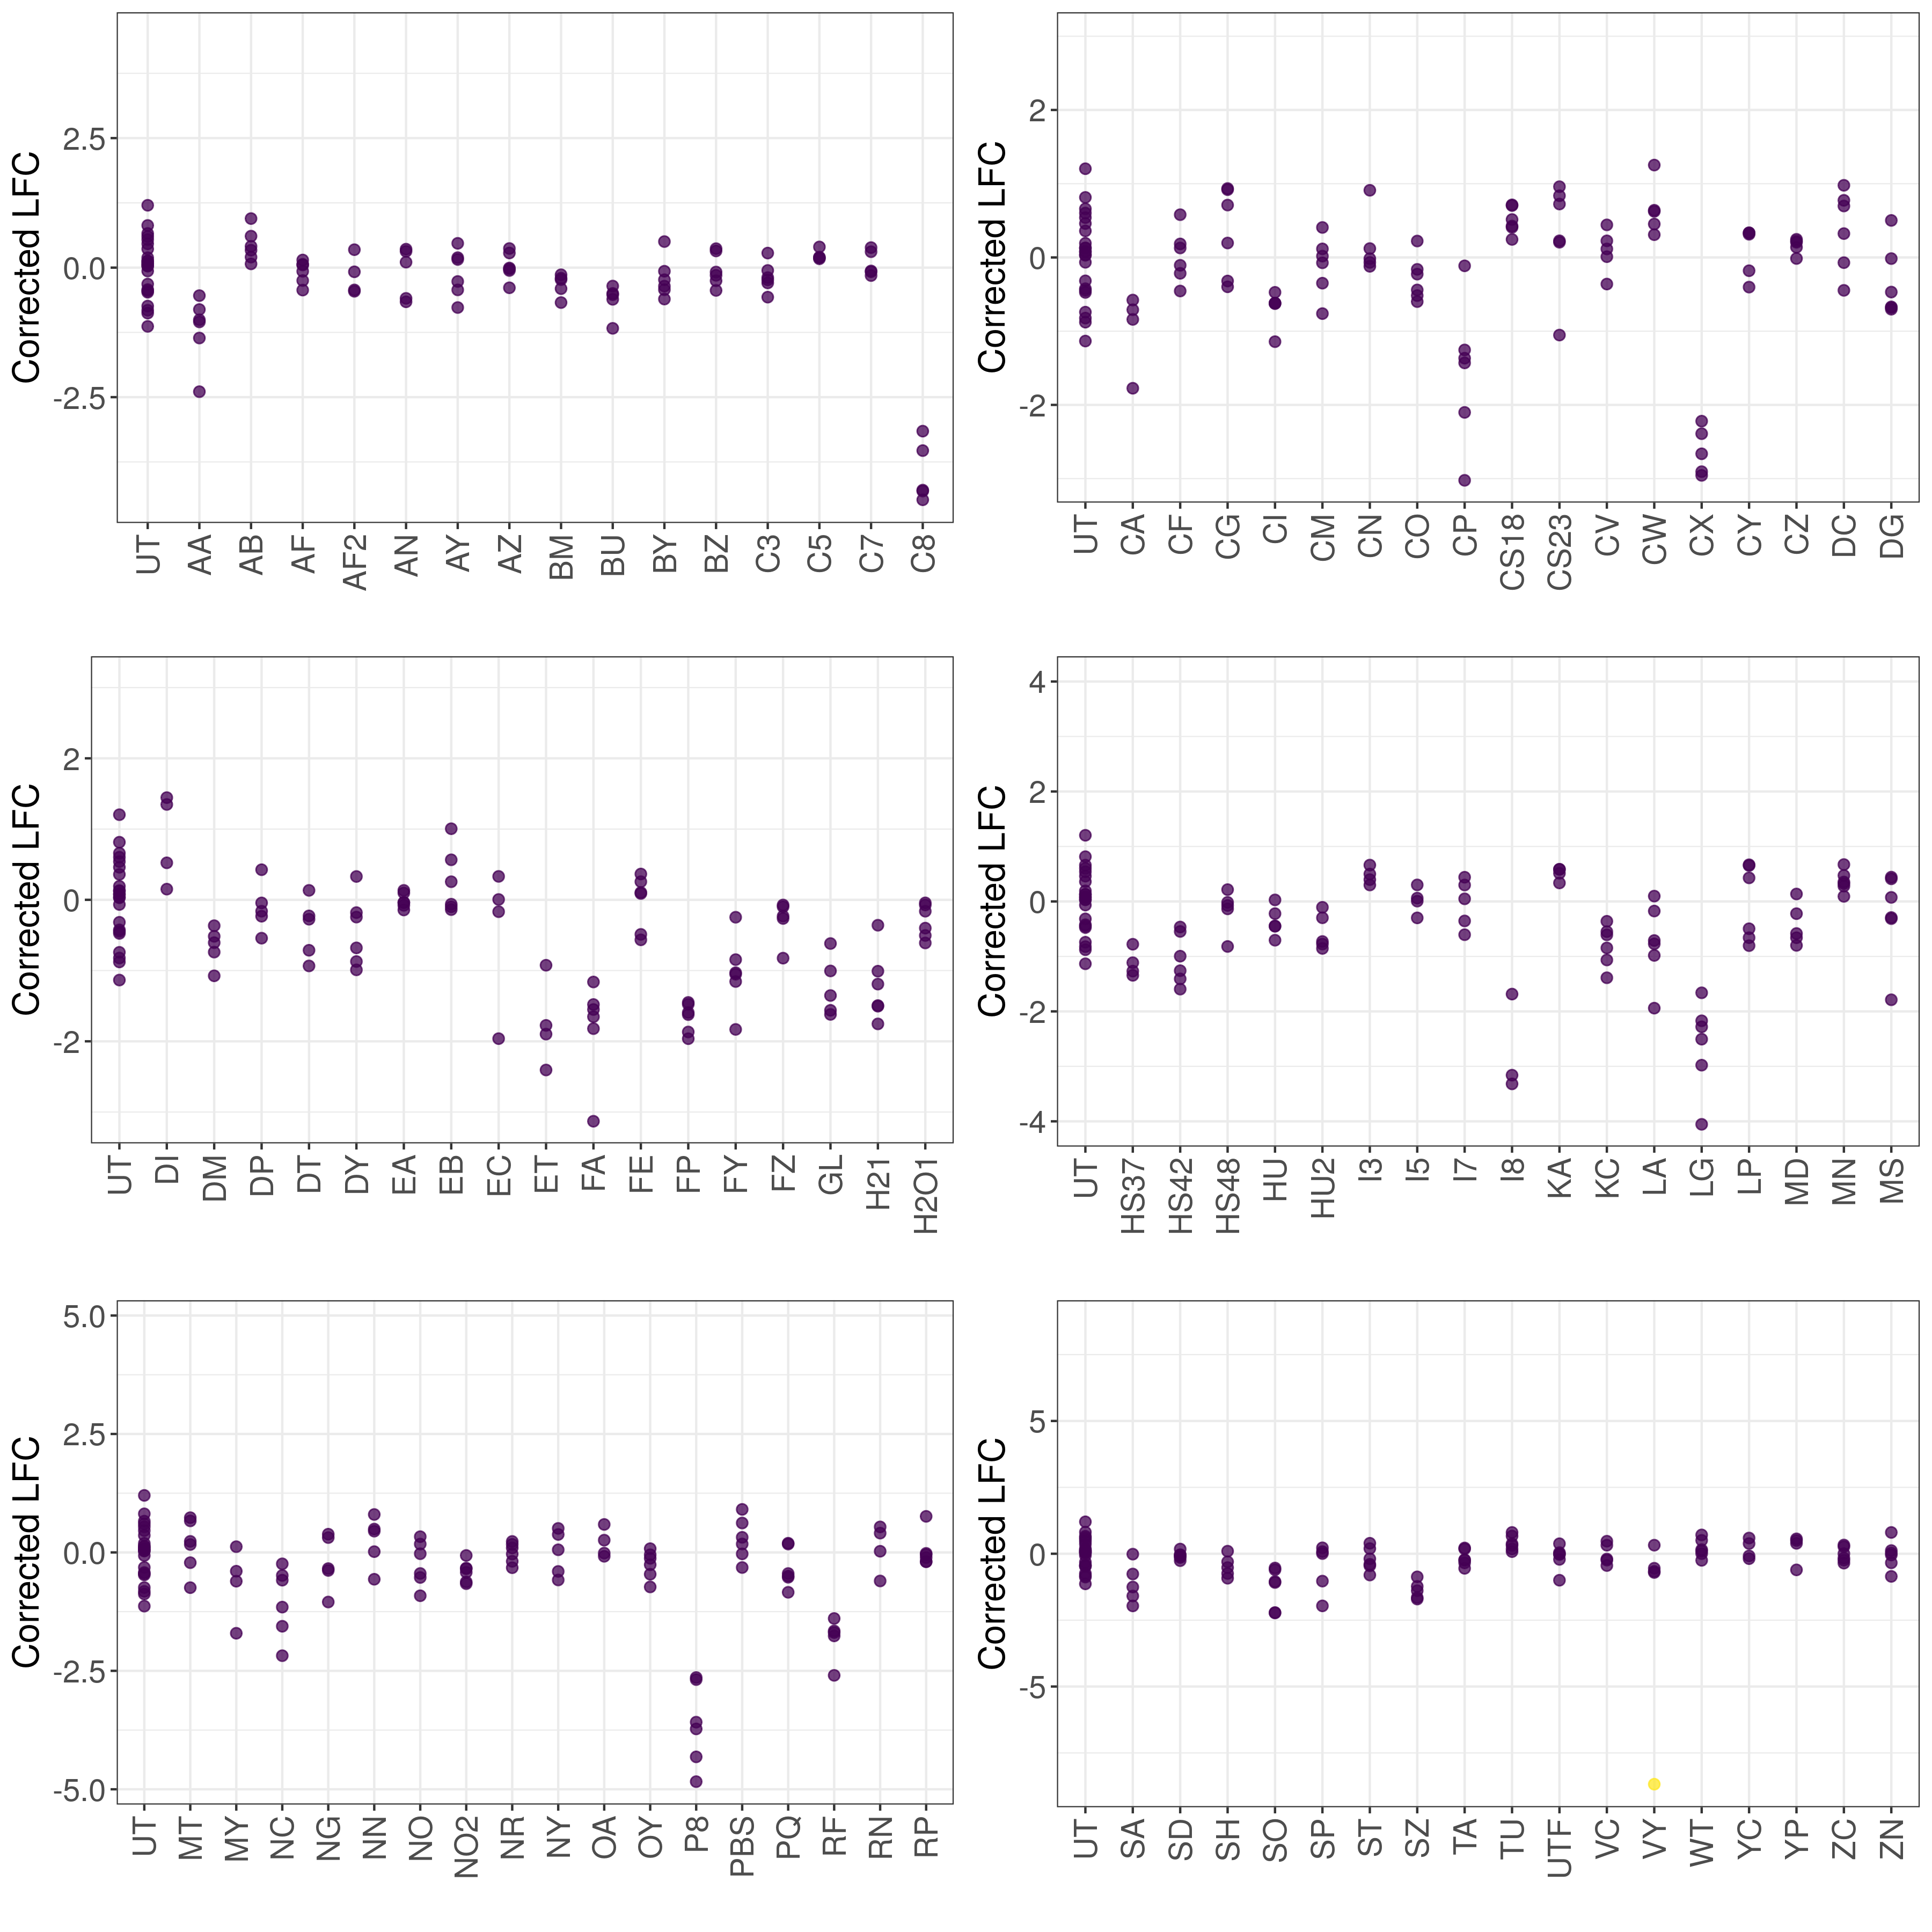 Corrected LFC
2.5
0.0
-2.5
UT AA AB AF AF2 AN AY AZ BM BU BY BZ C3 C5 C7 C8
Corrected LFC
2
0
-2
UT CA CF CG CI CM CN CO CP CS18 CS23 CV CW CX CY CZ DC DG
Corrected LFC
2
0
-2
UT DI DM DP DT DY EA EB EC ET FA FE FP FY FZ GL H21 H2O1
Corrected LFC
4
2
0
-2
-4
UT HS37 HS42 HS48 HU HU2 I3 I5 I7 I8 KA KC LA LG LP MD MN MS
Corrected LFC
5.0
2.5
0.0
-2.5
-5.0
UT MT MY NC NG NN NO NO2 NR NY OA OY P8 PBS PQ RF RN RP
Corrected LFC
5
0
-5
UT SA SD SH SO SP ST SZ TA TU UTF VC VY WT YC YP ZC ZN